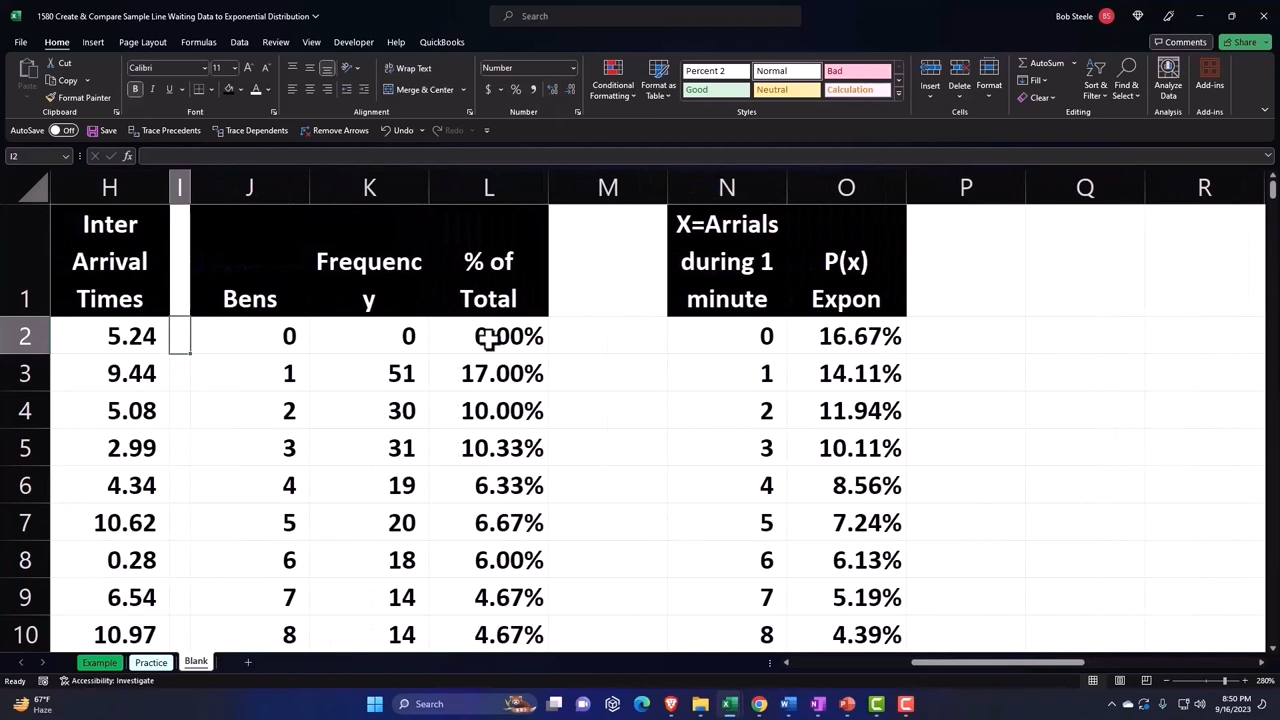 1580 Create & Compare Sample Line Waiting Data to Exponential Distribution
Search
Bob Steele
BS
File Home Insert Page Layout Formulas Data Review View Developer Help QuickBooks
Comments
Share
Cut
Copy
Format Painter
Clipboard
Calibri
11
B I U
Font
Wrap Text
Merge & Center
Alignment
Number
$ % ,
Number
Conditional Formatting
Format as Table
Percent 2 Normal Bad
Good Neutral Calculation
Styles
Insert Delete Format
Cells
AutoSum
Fill
Clear
Sort & Filter
Find & Select
Editing
Analyze Data
Analysis
Add-ins
Add-ins
AutoSave Off Save Trace Precedents Trace Dependents Remove Arrows Undo Redo
I2
fx
H I J K L M N O P Q R
1
Inter Arrival Times
Bens
Frequenc
y
% of Total
X=Arrials during 1 minute
P(x) Expon
2 5.24 0 0 0.00% 0 16.67%
3 9.44 1 51 17.00% 1 14.11%
4 5.08 2 30 10.00% 2 11.94%
5 2.99 3 31 10.33% 3 10.11%
6 4.34 4 19 6.33% 4 8.56%
7 10.62 5 20 6.67% 5 7.24%
8 0.28 6 18 6.00% 6 6.13%
9 6.54 7 14 4.67% 7 5.19%
10 10.97 8 14 4.67% 8 4.39%
Example Practice Blank
Ready Accessibility: Investigate
280%
67°F
Haze
Search
8:50 PM
9/16/2023